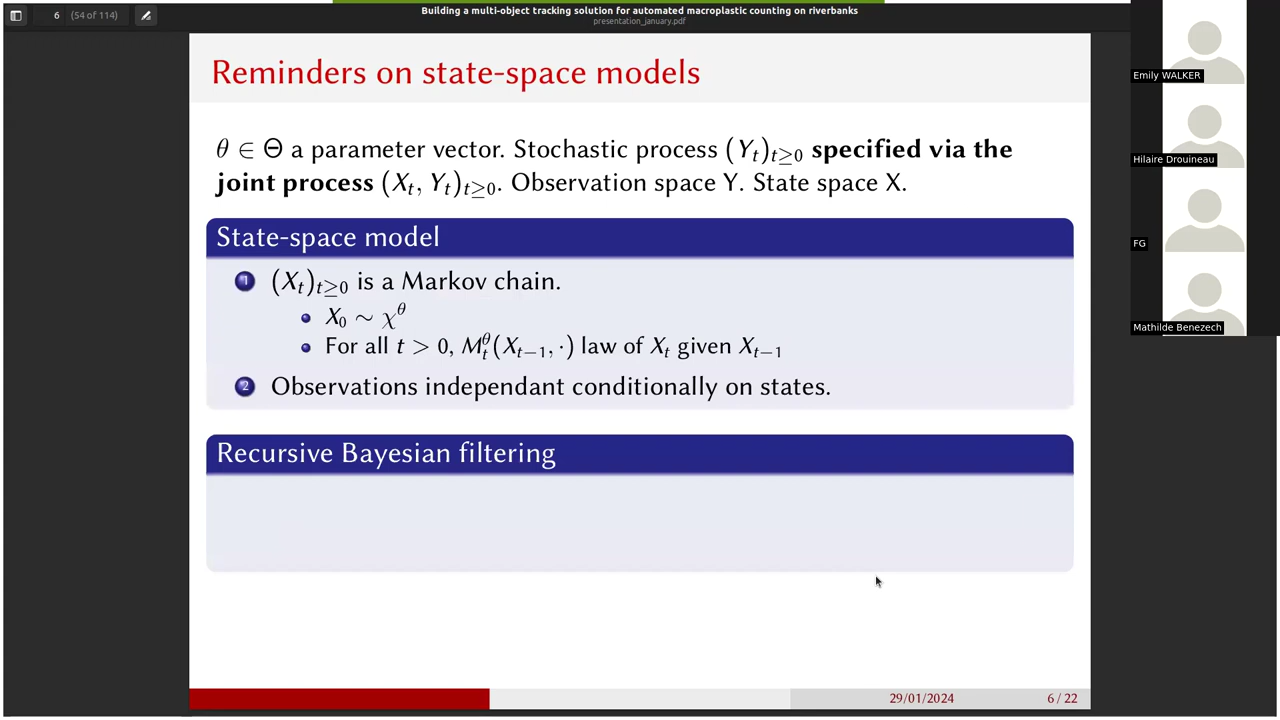 6 (54 of 114)
Building a multi-object tracking solution for automated macroplastic counting on riverbanks
presentation_january.pdf
Reminders on state-space models
θ ∈ Θ a parameter vector. Stochastic process (Y_t)_{t≥0} specified via the
joint process (X_t, Y_t)_{t≥0}. Observation space Y. State space X.
State-space model
1 (X_t)_{t≥0} is a Markov chain.
• X_0 ∼ χ^θ
• For all t > 0, M_t^θ(X_{t−1}, ·) law of X_t given X_{t−1}
2 Observations independant conditionally on states.
Recursive Bayesian filtering
29/01/2024 6 / 22
Emily WALKER
Hilaire Drouineau
FG
Mathilde Benezech